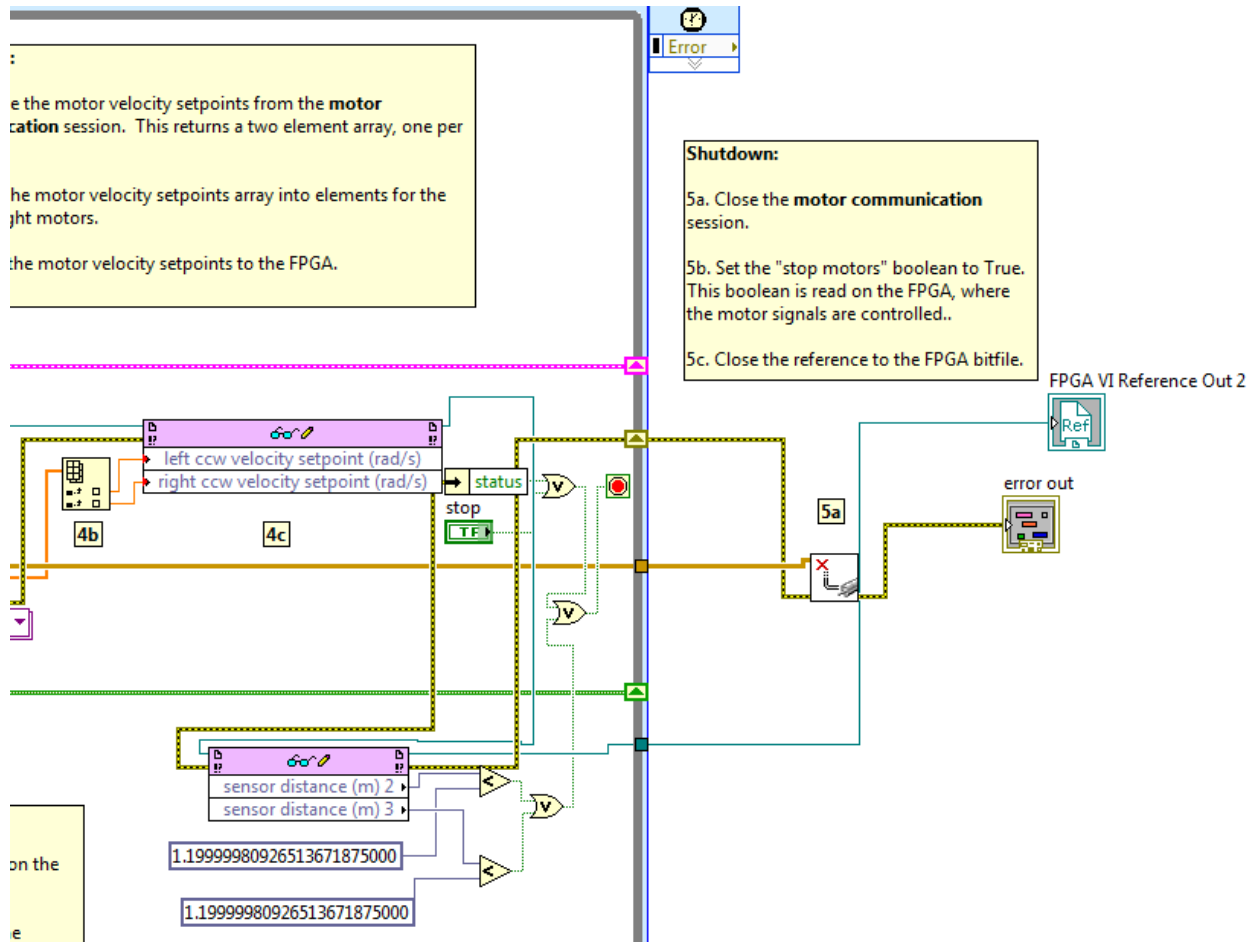 Error
:
e the motor velocity setpoints from the motor
cation session. This returns a two element array, one per
he motor velocity setpoints array into elements for the
ght motors.
the motor velocity setpoints to the FPGA.
Shutdown:
5a. Close the motor communication
session.
5b. Set the "stop motors" boolean to True.
This boolean is read on the FPGA, where
the motor signals are controlled..
5c. Close the reference to the FPGA bitfile.
FPGA VI Reference Out 2
Ref
left ccw velocity setpoint (rad/s)
right ccw velocity setpoint (rad/s)
status
stop
TF
4b
4c
5a
error out
sensor distance (m) 2
sensor distance (m) 3
1.19999980926513671875000
1.19999980926513671875000
on the
e